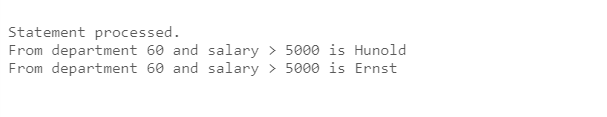 Statement processed.
From department 60 and salary > 5000 is Hunold
From department 60 and salary > 5000 is Ernst